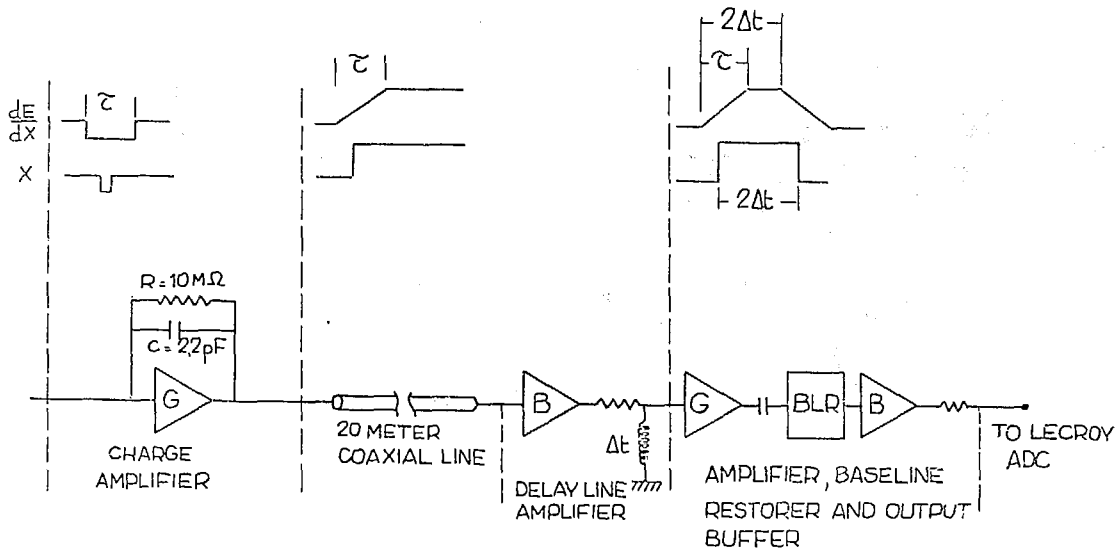 2Δt
τ
τ
dE
dX
τ
X
2Δt
R=10MΩ
C=2,2pF
G
B
G
BLR
B
20 METER
COAXIAL LINE
Δt
TO LECROY
ADC
CHARGE
AMPLIFIER
DELAY LINE
AMPLIFIER
AMPLIFIER, BASELINE
RESTORER AND OUTPUT
BUFFER